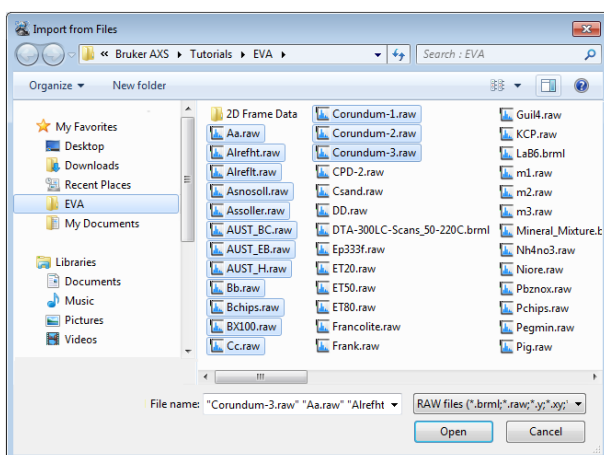 Import from Files
« Bruker AXS ▸ Tutorials ▸ EVA ▸
Search : EVA
Organize ▾ New folder
My Favorites
Desktop
Downloads
Recent Places
EVA
My Documents
Libraries
Documents
Music
Pictures
Videos
2D Frame Data
Aa.raw
Alrefht.raw
Alreflt.raw
Asnosoll.raw
Assoller.raw
AUST_BC.raw
AUST_EB.raw
AUST_H.raw
Bb.raw
Bchips.raw
BX100.raw
Cc.raw
Corundum-1.raw
Corundum-2.raw
Corundum-3.raw
CPD-2.raw
Csand.raw
DD.raw
DTA-300LC-Scans_50-220C.brml
Ep333f.raw
ET20.raw
ET50.raw
ET80.raw
Francolite.raw
Frank.raw
Guil4.raw
KCP.raw
LaB6.brml
m1.raw
m2.raw
m3.raw
Mineral_Mixture.b
Nh4no3.raw
Niore.raw
Pbznox.raw
Pchips.raw
Pegmin.raw
Pig.raw
File name: "Corundum-3.raw" "Aa.raw" "Alrefht
RAW files (*.brml;*.raw;*.y;*.xy;*
Open Cancel